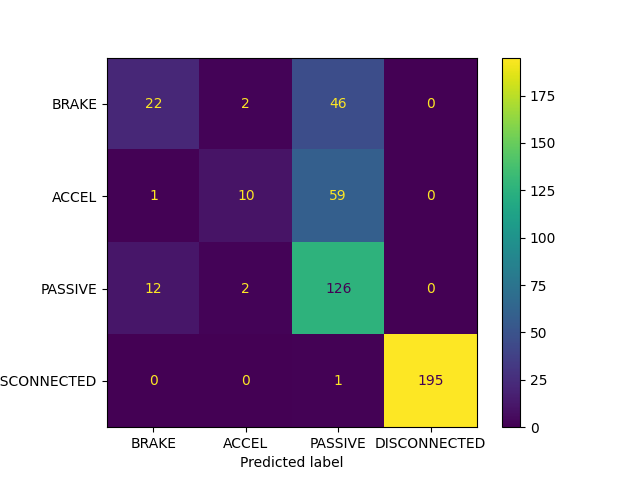 BRAKE 22 2 46 0
ACCEL 1 10 59 0
PASSIVE 12 2 126 0
SCONNECTED 0 0 1 195
BRAKE ACCEL PASSIVE DISCONNECTED
Predicted label
175
150
125
100
75
50
25
0